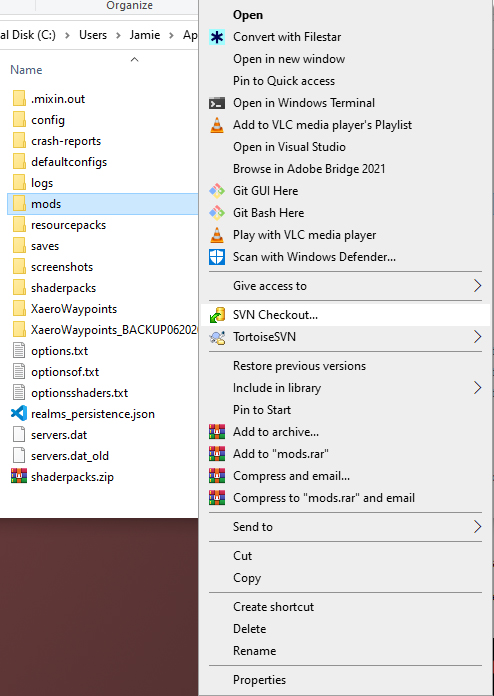 Organize
al Disk (C:) > Users > Jamie > Ap
Name
.mixin.out
config
crash-reports
defaultconfigs
logs
mods
resourcepacks
saves
screenshots
shaderpacks
XaeroWaypoints
XaeroWaypoints_BACKUP06202
options.txt
optionsof.txt
optionsshaders.txt
realms_persistence.json
servers.dat
servers.dat_old
shaderpacks.zip
Open
Convert with Filestar
Open in new window
Pin to Quick access
Open in Windows Terminal
Add to VLC media player's Playlist
Open in Visual Studio
Browse in Adobe Bridge 2021
Git GUI Here
Git Bash Here
Play with VLC media player
Scan with Windows Defender...
Give access to
SVN Checkout...
TortoiseSVN
Restore previous versions
Include in library
Pin to Start
Add to archive...
Add to "mods.rar"
Compress and email...
Compress to "mods.rar" and email
Send to
Cut
Copy
Create shortcut
Delete
Rename
Properties